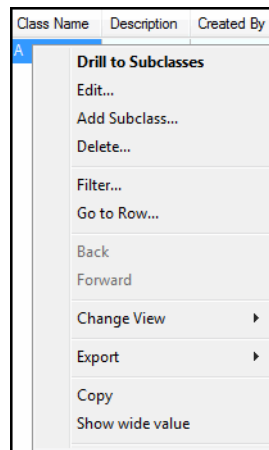 Class Name Description Created By
A
Drill to Subclasses
Edit...
Add Subclass...
Delete...
Filter...
Go to Row...
Back
Forward
Change View
Export
Copy
Show wide value